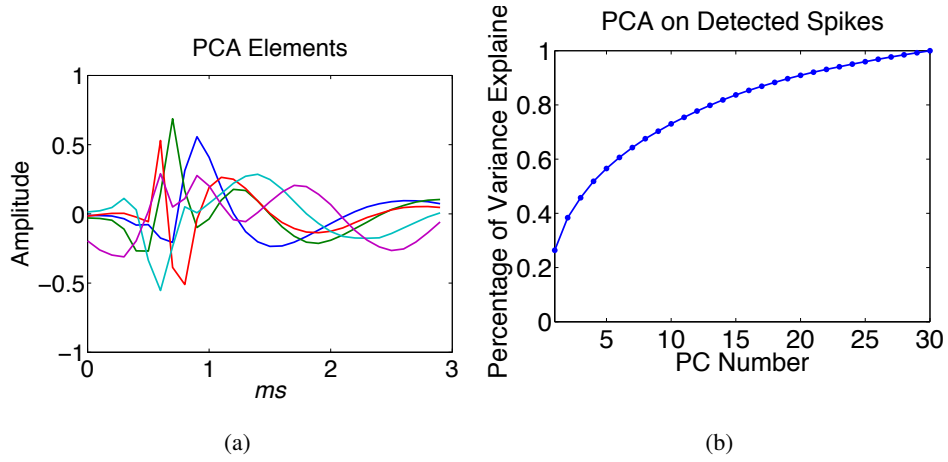 PCA Elements
1
0.5
0
−0.5
−1
Amplitude
0 1 2 3
ms
(a)
PCA on Detected Spikes
1
0.8
0.6
0.4
0.2
0
Percentage of Variance Explaine
5 10 15 20 25 30
PC Number
(b)